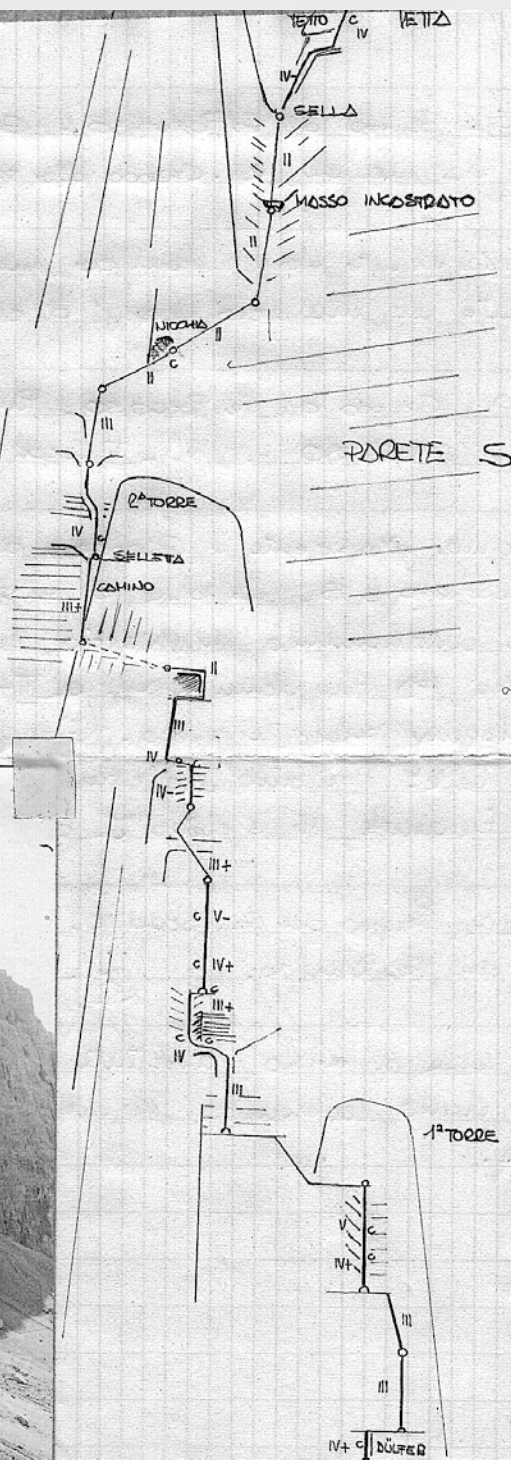 TETTO C VETTA
IV
IV-
SELLA
II
MASSO INCASTRATO
II
NICCHIA
II
C
II
III
PARETE S
2ª TORRE
IV C
SELLETTA
CAMINO
III+
II
III
IV C
IV-
III+
C V-
C IV+
C
III+
C C
IV
III
1ª TORRE
V C
C
IV+
III
III
IV+ C DÜLFER